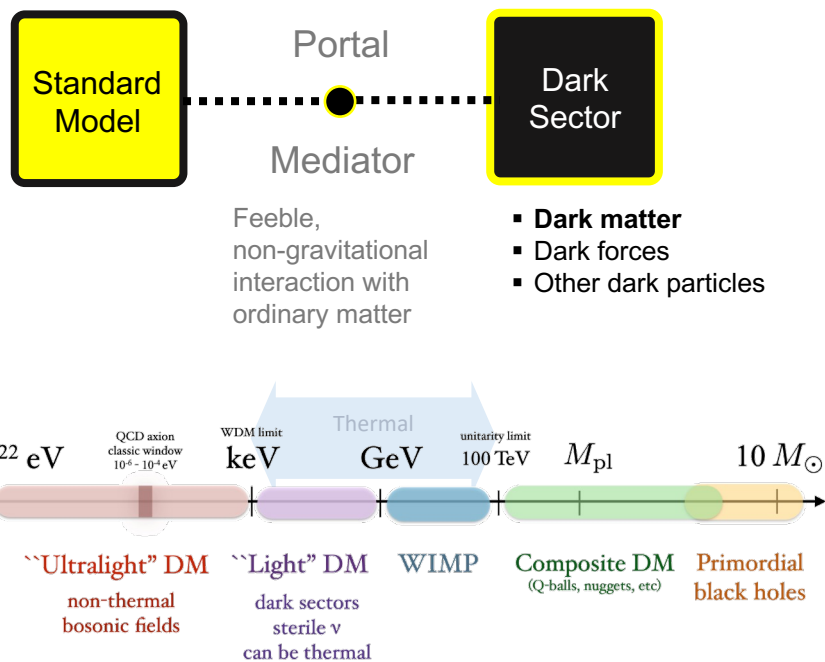 Portal
Standard
Model
Dark
Sector
Mediator
Feeble,
non-gravitational
interaction with
ordinary matter
▪ Dark matter
▪ Dark forces
▪ Other dark particles
Thermal
22 eV
QCD axion
classic window
10⁻⁶ - 10⁻⁴ eV
WDM limit
keV
GeV
unitarity limit
100 TeV
Mpl
10 M☉
``Ultralight” DM
non-thermal
bosonic fields
``Light” DM
dark sectors
sterile ν
can be thermal
WIMP
Composite DM
(Q-balls, nuggets, etc)
Primordial
black holes